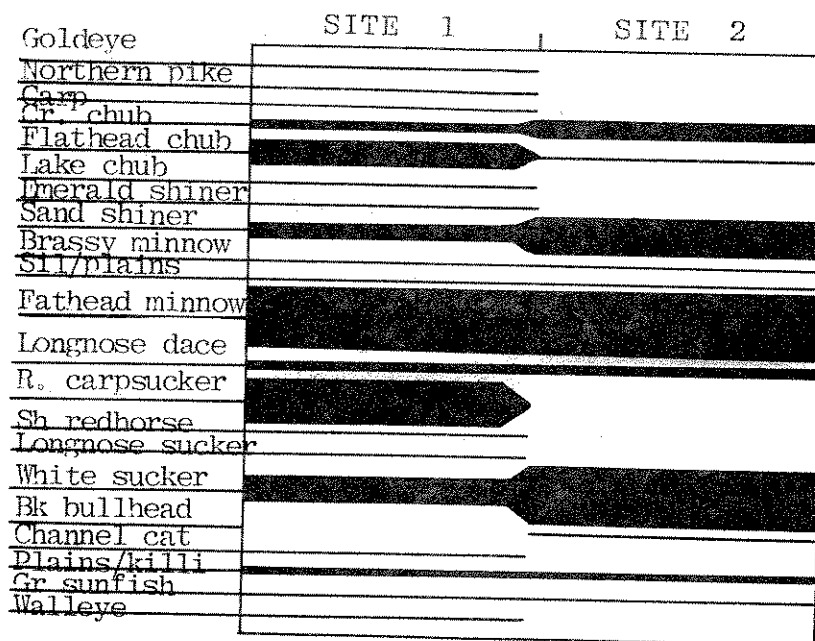 SITE 1 SITE 2
Goldeye
Northern pike
Carp
Cr. chub
Flathead chub
Lake chub
Emerald shiner
Sand shiner
Brassy minnow
Sil/plains
Fathead minnow
Longnose dace
R. carpsucker
Sh redhorse
Longnose sucker
White sucker
Bk bullhead
Channel cat
Plains/killi
Gr sunfish
Walleye